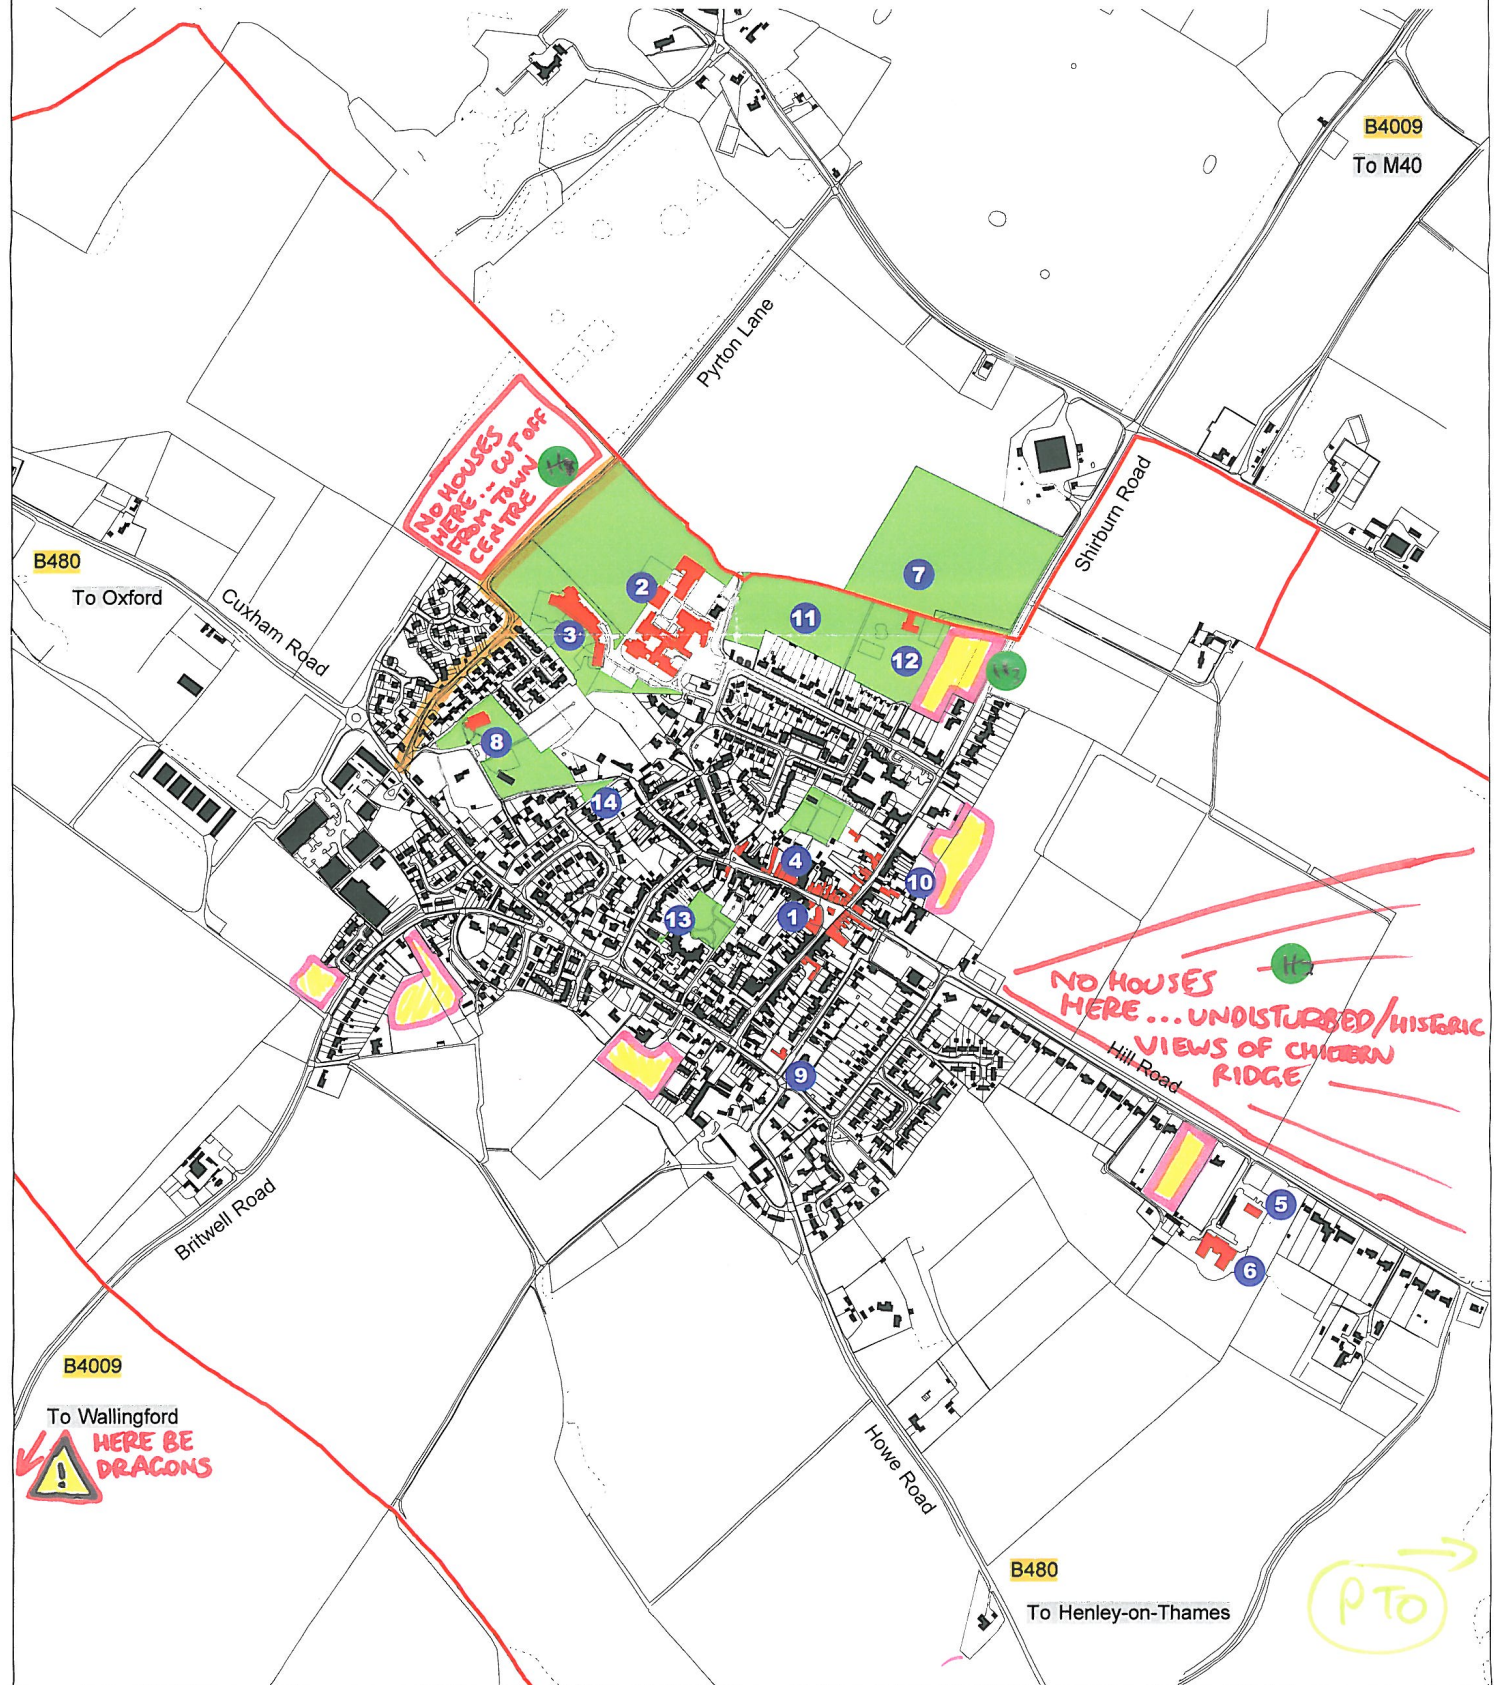 B4009
To M40
Pyrton Lane
NO HOUSES
HERE... CUT OFF
FROM TOWN
CENTRE
Shirburn Road
B480
To Oxford
Cuxham Road
2
7
3
11
12
8
14
4
10
13
1
NO HOUSES
HERE... UNDISTURBED/HISTORIC
VIEWS OF CHILTERN
RIDGE
Hill Road
9
5
6
Britwell Road
B4009
To Wallingford
HERE BE
DRAGONS
!
Howe Road
B480
To Henley-on-Thames
PTO